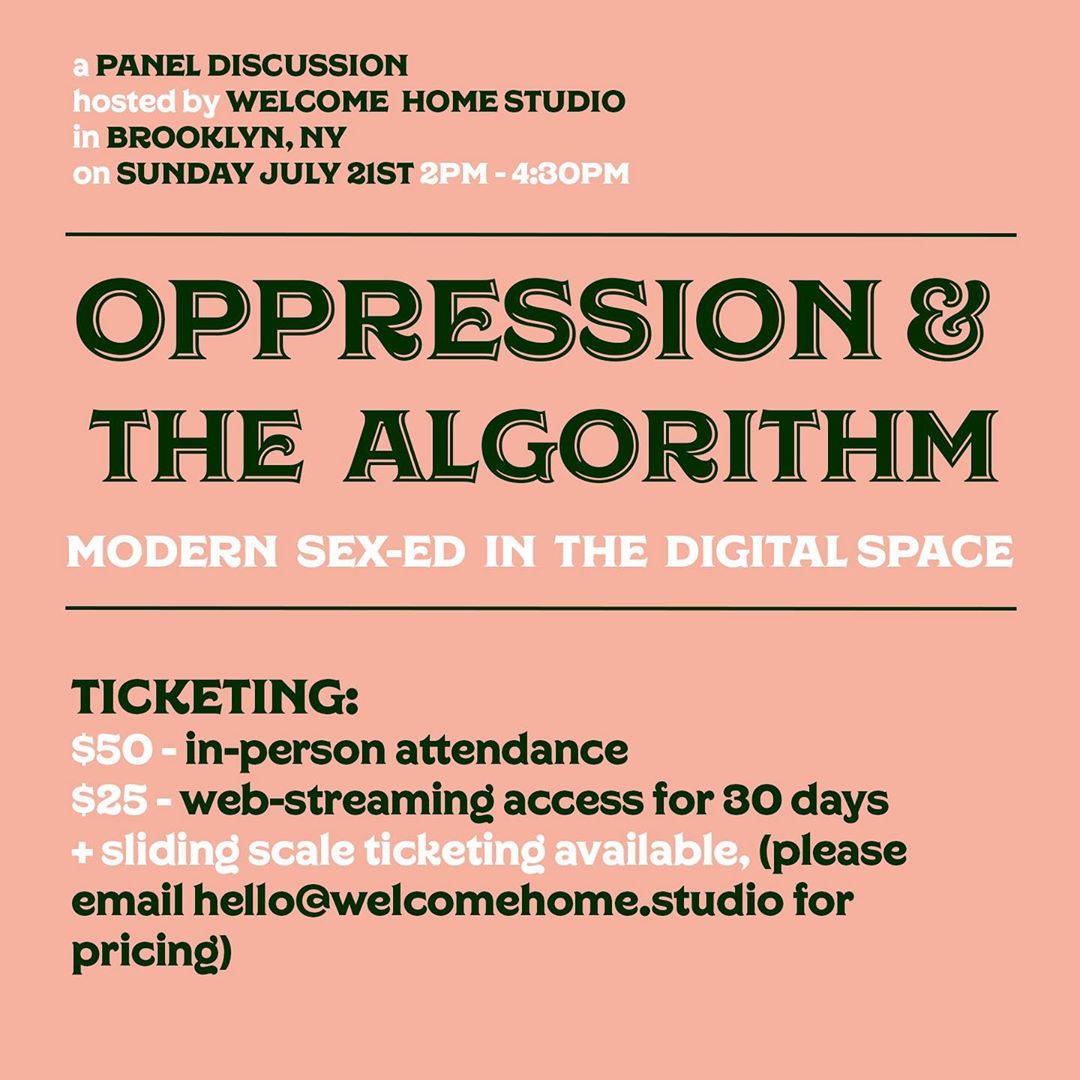 a PANEL DISCUSSION
hosted by WELCOME HOME STUDIO
in BROOKLYN, NY
on SUNDAY JULY 21ST 2PM - 4:30PM
OPPRESSION &
THE ALGORITHM
MODERN SEX-ED IN THE DIGITAL SPACE
TICKETING:
$50 - in-person attendance
$25 - web-streaming access for 30 days
+ sliding scale ticketing available, (please
email hello@welcomehome.studio for
pricing)